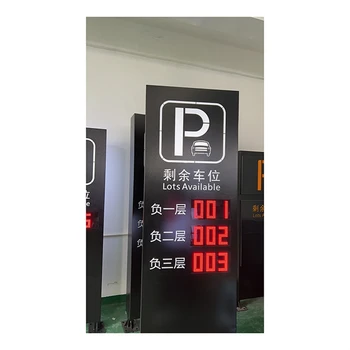 P
剩余车位
Lots Available
负一层 001
负二层 002
负三层 003